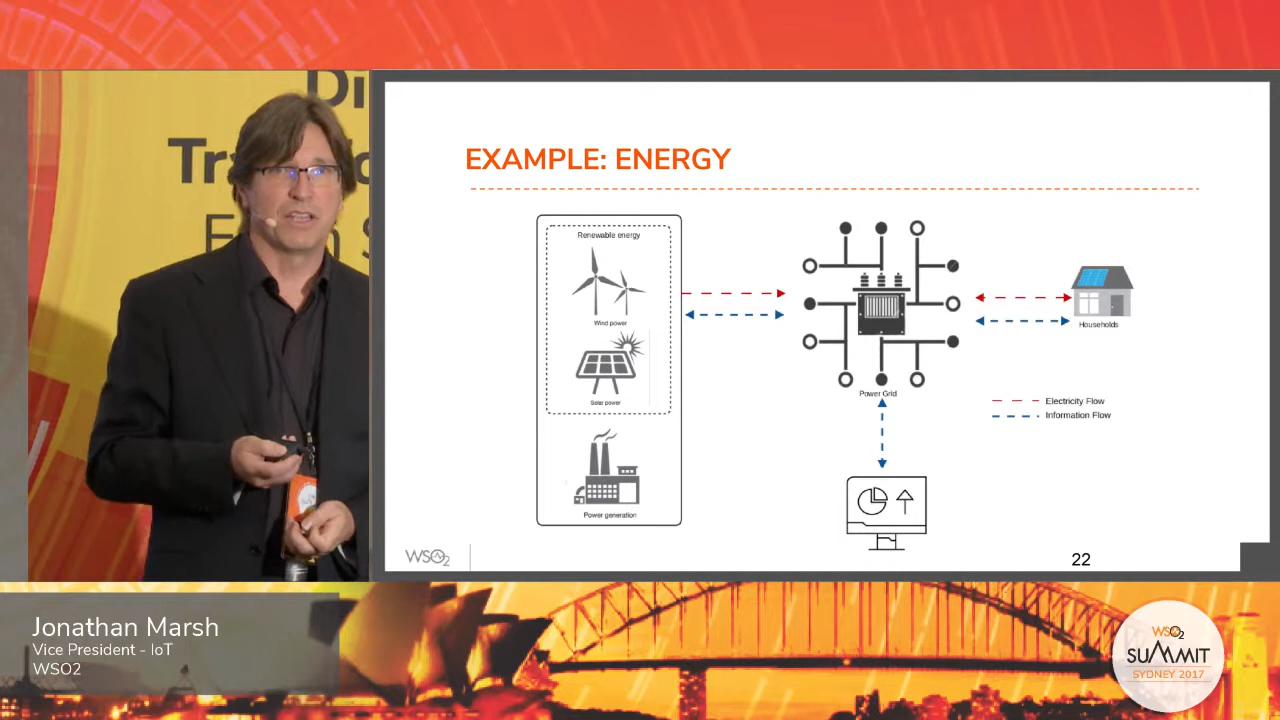 Di
EXAMPLE: ENERGY
Renewable energy
Wind power
Solar power
Power generation
Power Grid
Households
Electricity Flow
Information Flow
WSO2
22
Jonathan Marsh
Vice President - IoT
WSO2
WSO2
SUMMIT
SYDNEY 2017